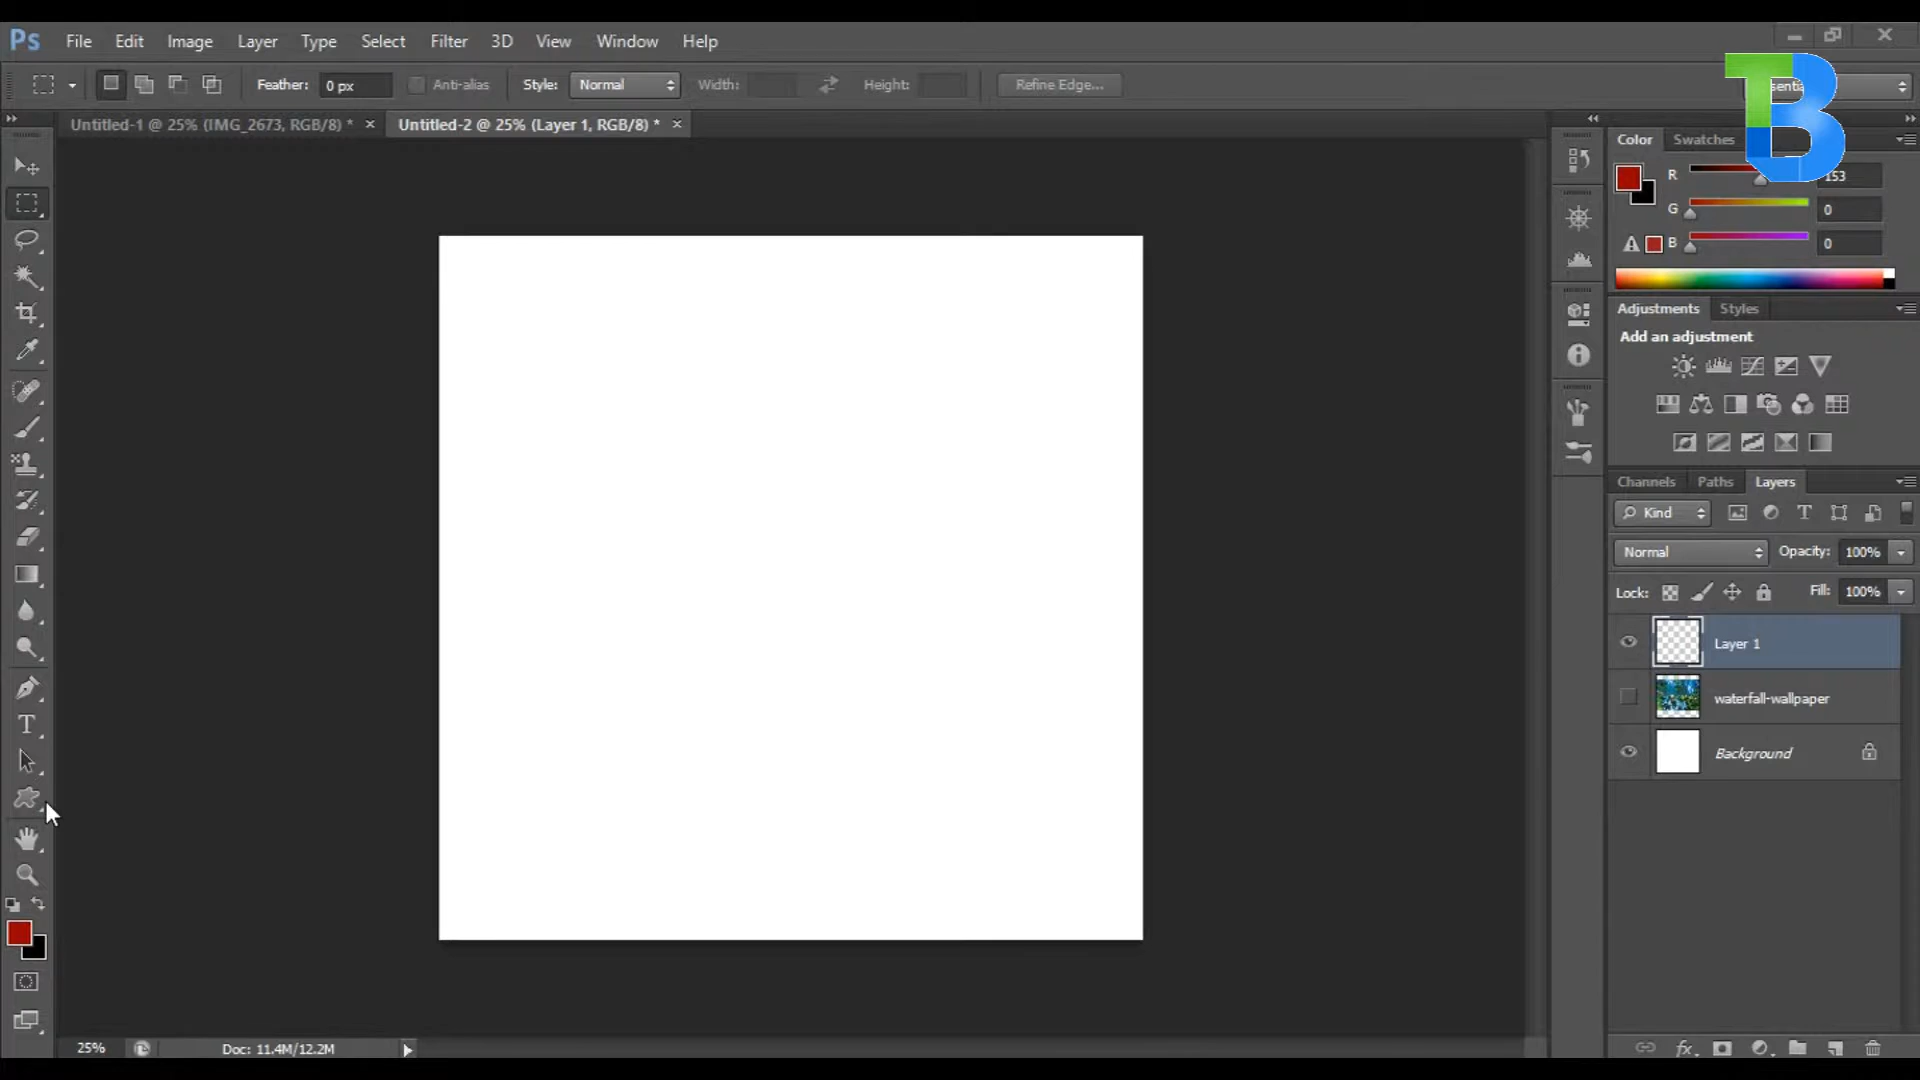 Ps File Edit Image Layer Type Select Filter 3D View Window Help
Feather: 0 px Anti-alias Style: Normal Width: Height: Refine Edge...
TB
Untitled-1 @ 25% (IMG_2673, RGB/8) * × Untitled-2 @ 25% (Layer 1, RGB/8) * ×
Color Swatches
R 153
G 0
B 0
Adjustments Styles
Add an adjustment
Channels Paths Layers
Kind
Normal Opacity: 100%
Lock: Fill: 100%
Layer 1
waterfall-wallpaper
Background
25% Doc: 11.4M/12.2M